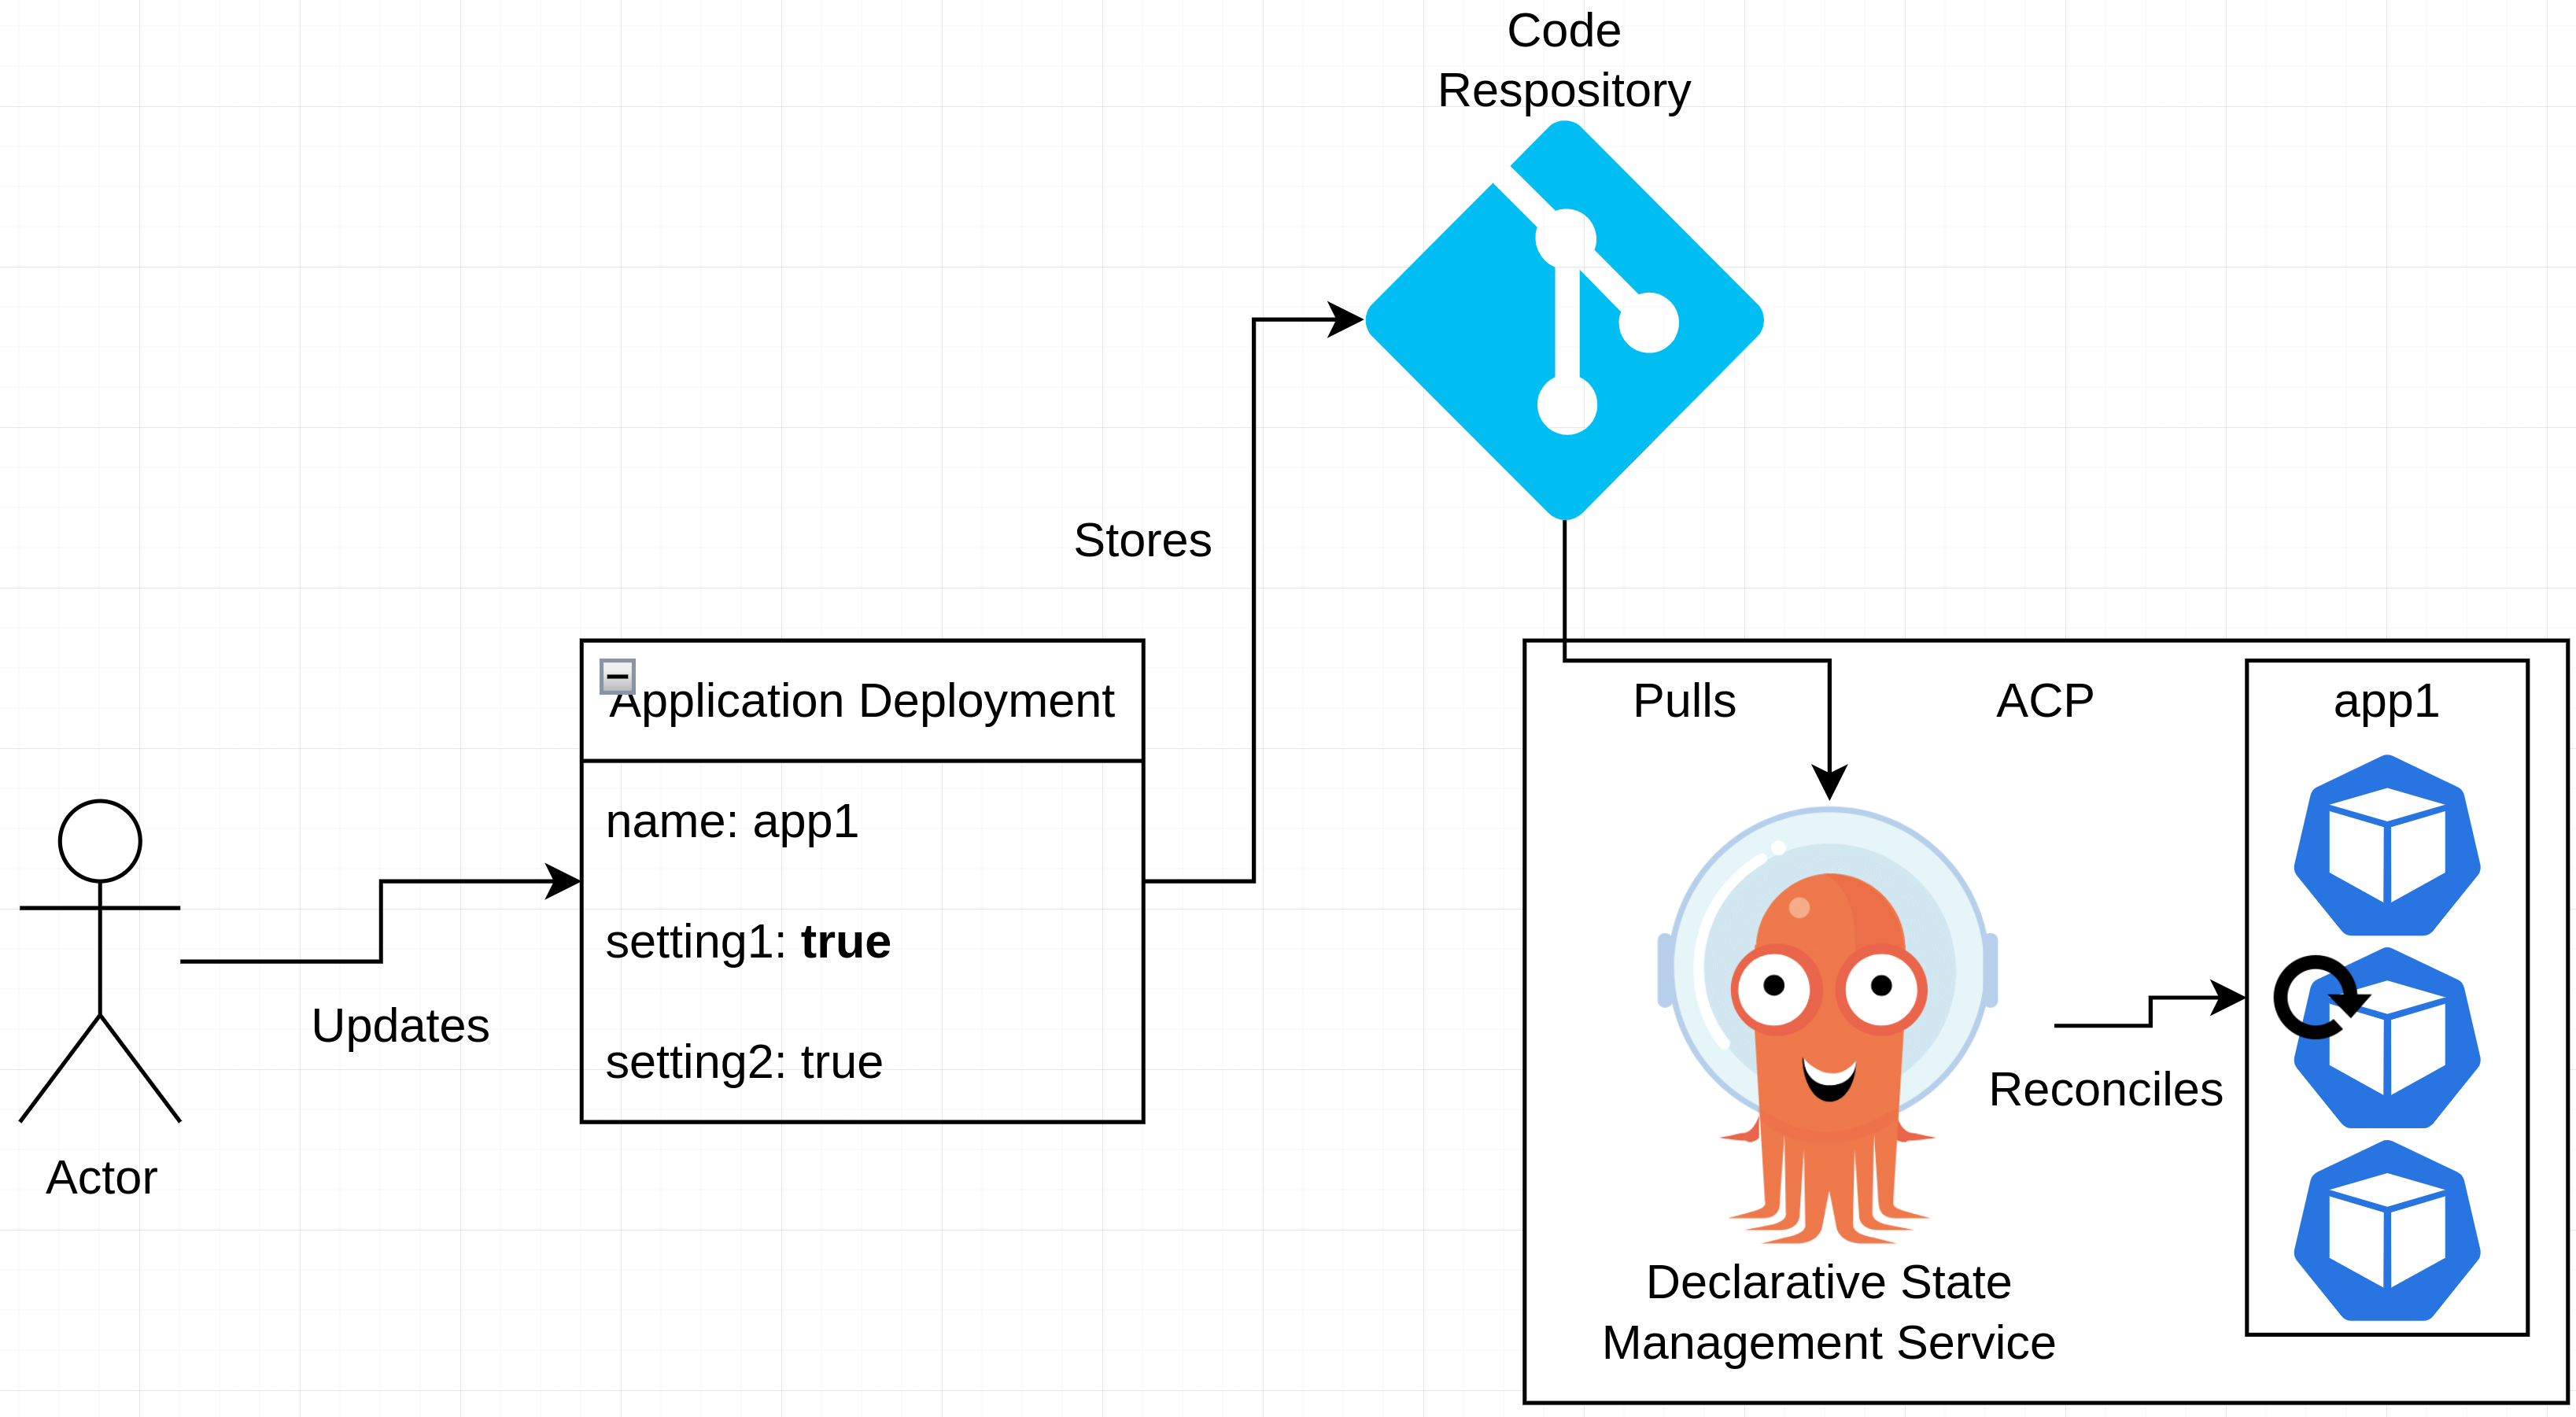 Code
Respository
Stores
Application Deployment
name: app1
setting1: true
setting2: true
Updates
Actor
Pulls
ACP
app1
Reconciles
Declarative State
Management Service